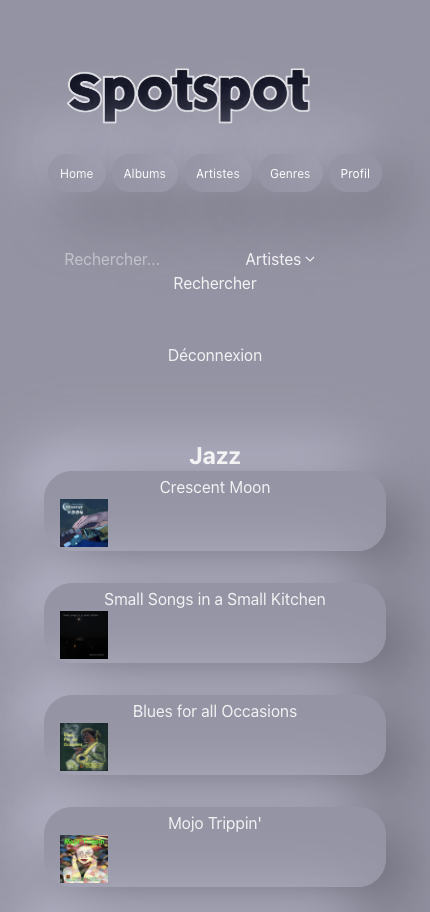 Spotspot
Home Albums Artistes Genres Profil
Rechercher... Artistes
Rechercher
Déconnexion
Jazz
Crescent Moon
Small Songs in a Small Kitchen
Blues for all Occasions
Mojo Trippin'